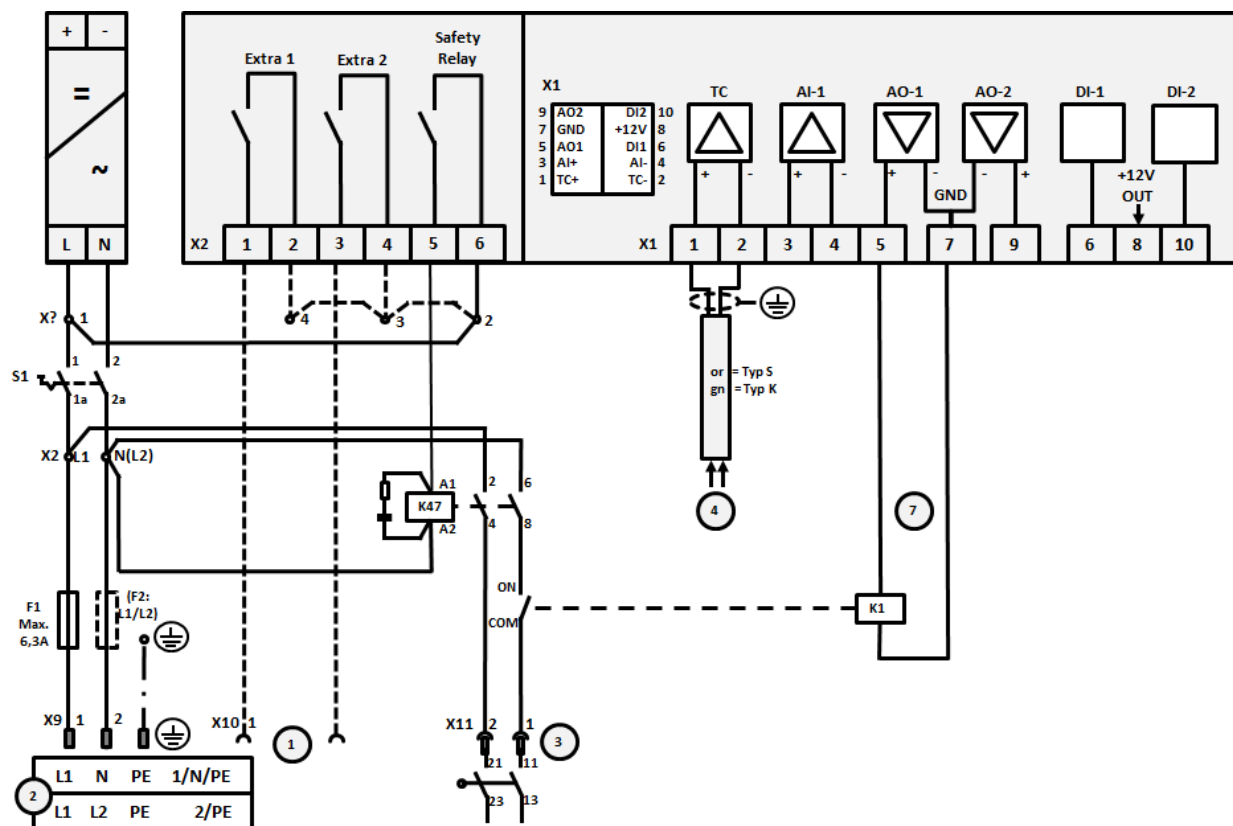 + -
=
~
L N
Extra 1
Extra 2
Safety
Relay
X2 1 2 3 4 5 6
X1
9 AO2 DI2 10
7 GND +12V 8
5 AO1 DI1 6
3 AI+ AI- 4
1 TC+ TC- 2
TC
AI-1
AO-1
AO-2
DI-1
DI-2
+ - + - + - - +
GND
+12V
OUT
X1 1 2 3 4 5 7 9 6 8 10
X? 1
4 3 2
1 2
S1
1a 2a
or = Typ S
gn = Typ K
X2 L1 N(L2)
A1
K47
A2
2 6
4 8
4
7
ON
COM
K1
F1
Max.
6,3A
(F2:
L1/L2)
X9 1 2
X10 1
1
X11 2 1
3
21 11
23 13
2
L1 N PE 1/N/PE
L1 L2 PE 2/PE